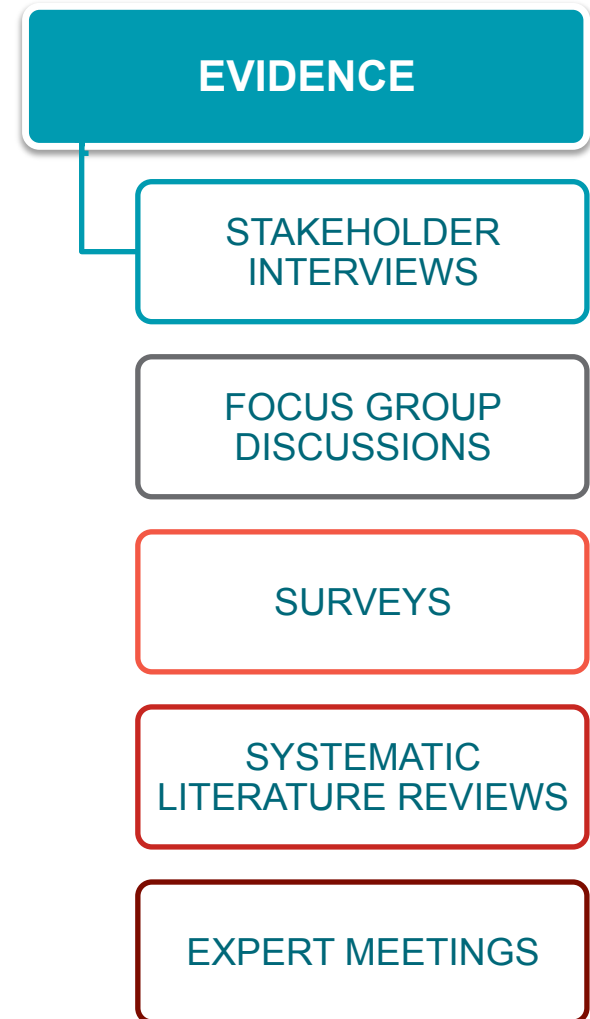 EVIDENCE
STAKEHOLDER
INTERVIEWS
FOCUS GROUP
DISCUSSIONS
SURVEYS
SYSTEMATIC
LITERATURE REVIEWS
EXPERT MEETINGS